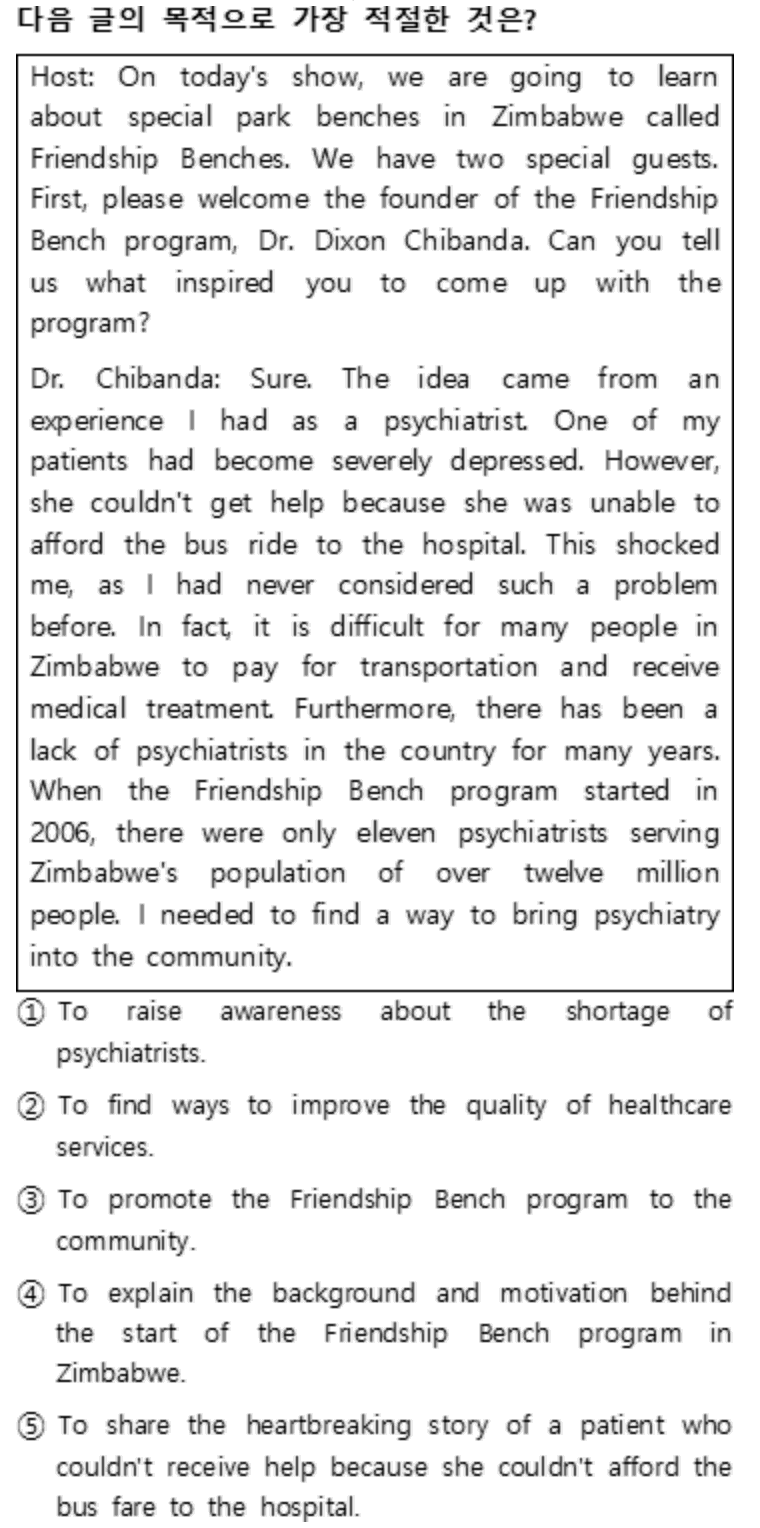 다음 글의 목적으로 가장 적절한 것은?
Host: On today's show, we are going to learn
about special park benches in Zimbabwe called
Friendship Benches. We have two special guests.
First, please welcome the founder of the Friendship
Bench program, Dr. Dixon Chibanda. Can you tell
us what inspired you to come up with the
program?
Dr. Chibanda: Sure. The idea came from an
experience I had as a psychiatrist. One of my
patients had become severely depressed. However,
she couldn't get help because she was unable to
afford the bus ride to the hospital. This shocked
me, as I had never considered such a problem
before. In fact, it is difficult for many people in
Zimbabwe to pay for transportation and receive
medical treatment. Furthermore, there has been a
lack of psychiatrists in the country for many years.
When the Friendship Bench program started in
2006, there were only eleven psychiatrists serving
Zimbabwe's population of over twelve million
people. I needed to find a way to bring psychiatry
into the community.
① To raise awareness about the shortage of
psychiatrists.
② To find ways to improve the quality of healthcare
services.
③ To promote the Friendship Bench program to the
community.
④ To explain the background and motivation behind
the start of the Friendship Bench program in
Zimbabwe.
⑤ To share the heartbreaking story of a patient who
couldn't receive help because she couldn't afford the
bus fare to the hospital.